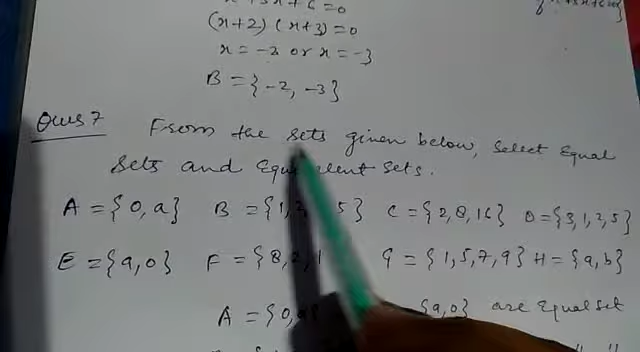 (x+2) (x+3)=0
x = -2 or x = -3
B = {-2, -3}
Ques 7 From the sets given below, select Equal
sets and Equivalent sets.
A = {0, a} B = {1, 5} C = {2, 8, 16} D = {3, 1, 2, 5}
E = {a, 0} F = {8, G = {1, 5, 7, 9} H = {a, b}
A = {0, {a, 0} are Equal set